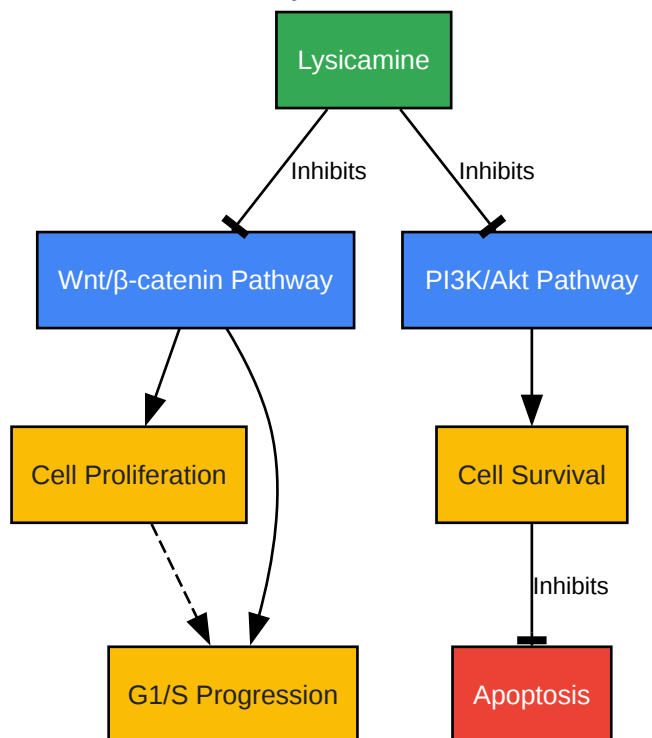 Lysicamine
Inhibits
Inhibits
Wnt/β-catenin Pathway
PI3K/Akt Pathway
Cell Proliferation
Cell Survival
Inhibits
G1/S Progression
Apoptosis